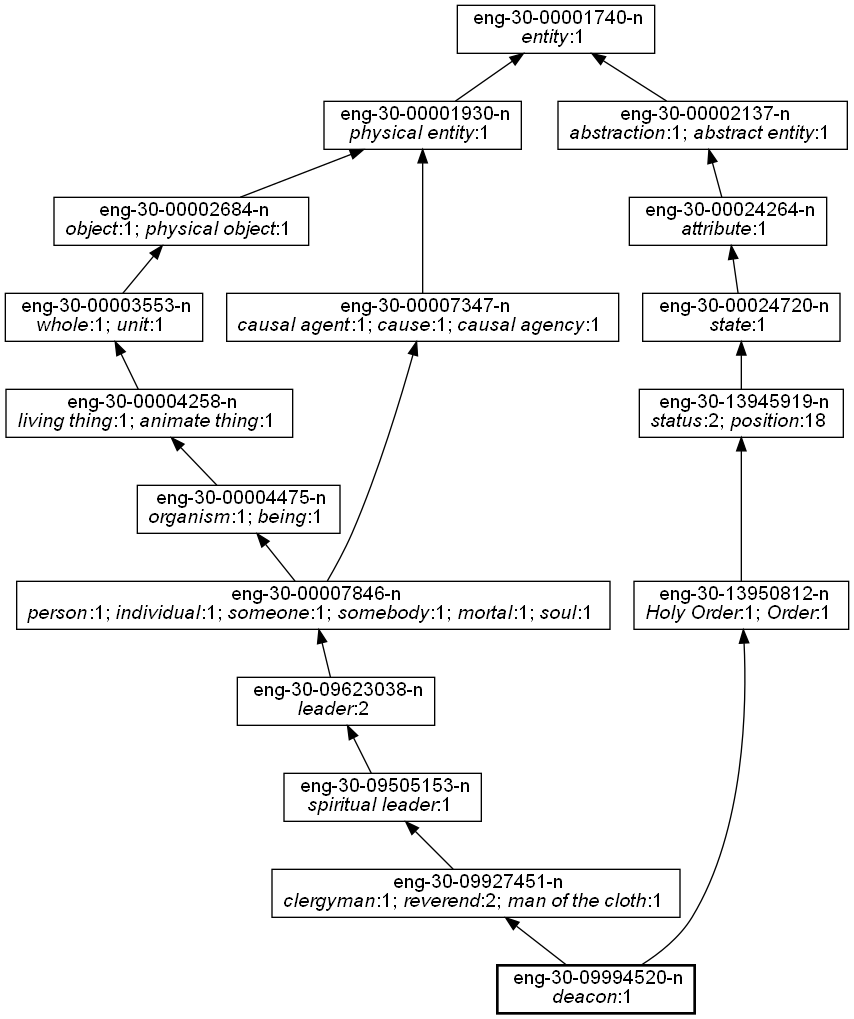 eng-30-00001740-n
entity:1
eng-30-00001930-n
physical entity:1
eng-30-00002137-n
abstraction:1; abstract entity:1
eng-30-00002684-n
object:1; physical object:1
eng-30-00024264-n
attribute:1
eng-30-00003553-n
whole:1; unit:1
eng-30-00007347-n
causal agent:1; cause:1; causal agency:1
eng-30-00024720-n
state:1
eng-30-00004258-n
living thing:1; animate thing:1
eng-30-13945919-n
status:2; position:18
eng-30-00004475-n
organism:1; being:1
eng-30-00007846-n
person:1; individual:1; someone:1; somebody:1; mortal:1; soul:1
eng-30-13950812-n
Holy Order:1; Order:1
eng-30-09623038-n
leader:2
eng-30-09505153-n
spiritual leader:1
eng-30-09927451-n
clergyman:1; reverend:2; man of the cloth:1
eng-30-09994520-n
deacon:1